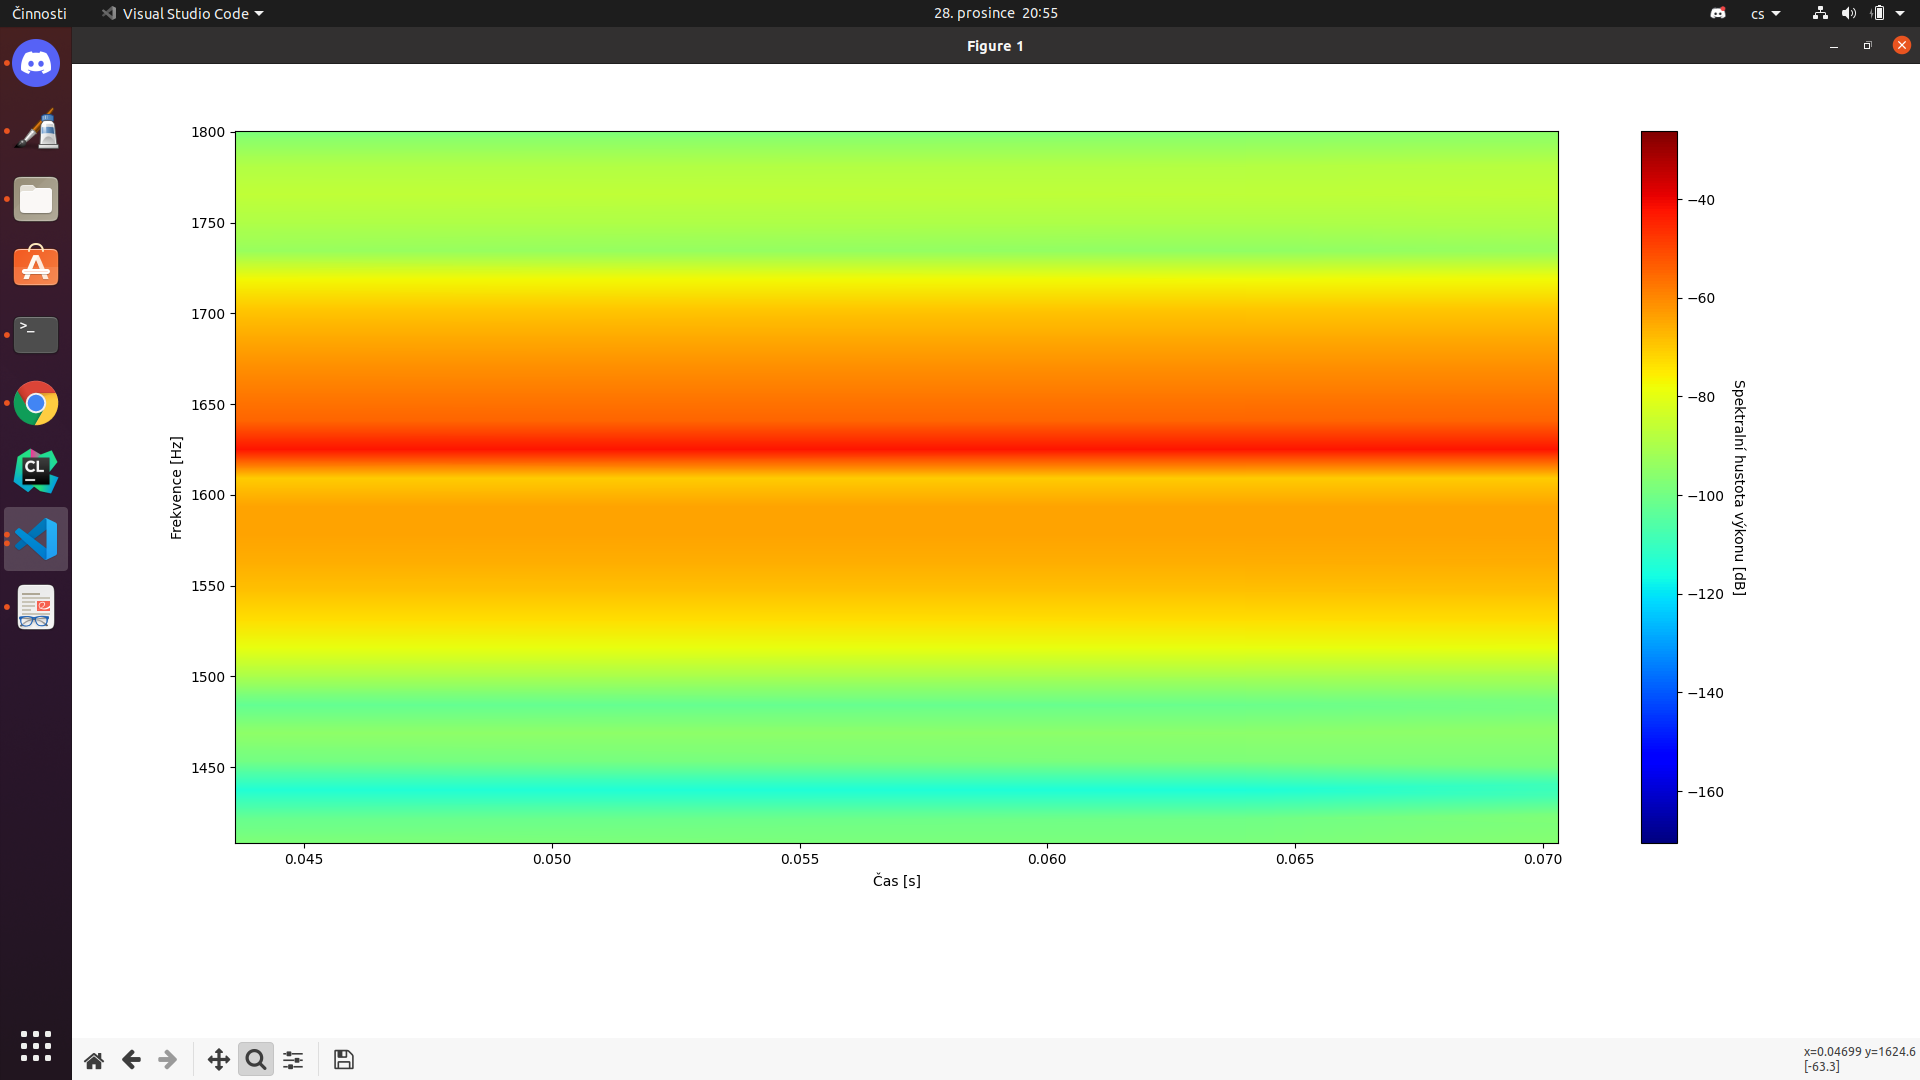 Činnosti
Visual Studio Code
28. prosince 20:55
cs
Figure 1
1800
1750
1700
1650
1600
1550
1500
1450
Frekvence [Hz]
0.045
0.050
0.055
0.060
0.065
0.070
Čas [s]
−40
−60
−80
−100
−120
−140
−160
Spektralní hustota výkonu [dB]
>_
CL
x=0.04699 y=1624.6
[-63.3]